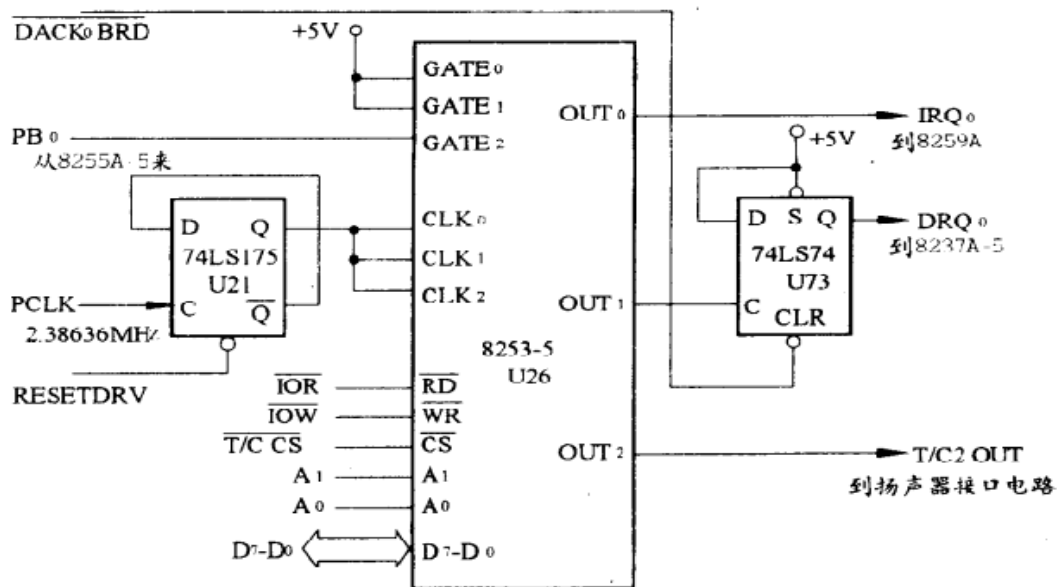 DACK₀ BRD
+5V
GATE₀
GATE₁
GATE₂
PB₀
从8255A-5来
OUT₀
IRQ₀
到8259A
+5V
D
Q
74LS175
U21
C
Q
PCLK
2.38636MHz
RESETDRV
CLK₀
CLK₁
CLK₂
D
S
Q
74LS74
U73
C
CLR
DRQ₀
到8237A-5
OUT₁
8253-5
U26
IOR
RD
IOW
WR
T/C CS
CS
A₁
A₁
A₀
A₀
D₇-D₀
D₇-D₀
OUT₂
T/C2 OUT
到扬声器接口电路